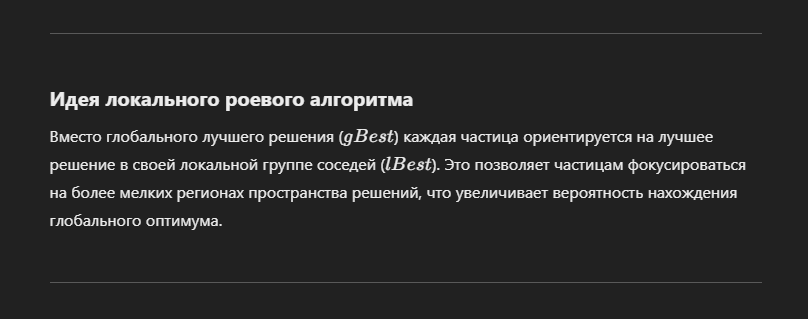 Идея локального роевого алгоритма
Вместо глобального лучшего решения (gBest) каждая частица ориентируется на лучшее
решение в своей локальной группе соседей (lBest). Это позволяет частицам фокусироваться
на более мелких регионах пространства решений, что увеличивает вероятность нахождения
глобального оптимума.